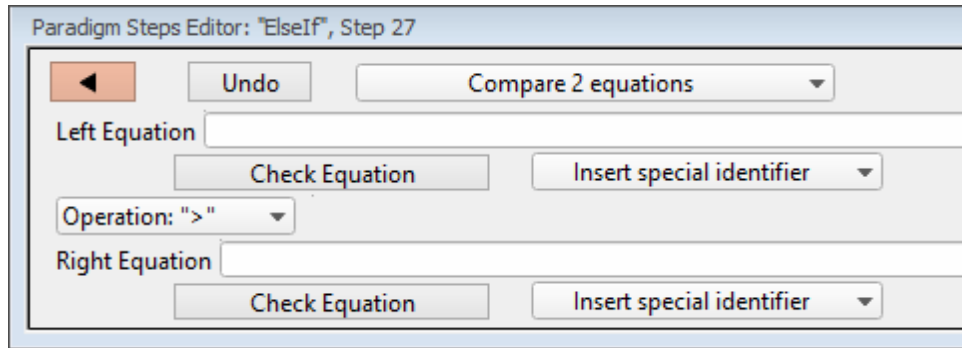 Paradigm Steps Editor: "ElseIf", Step 27
Undo Compare 2 equations
Left Equation
Check Equation Insert special identifier
Operation: ">"
Right Equation
Check Equation Insert special identifier